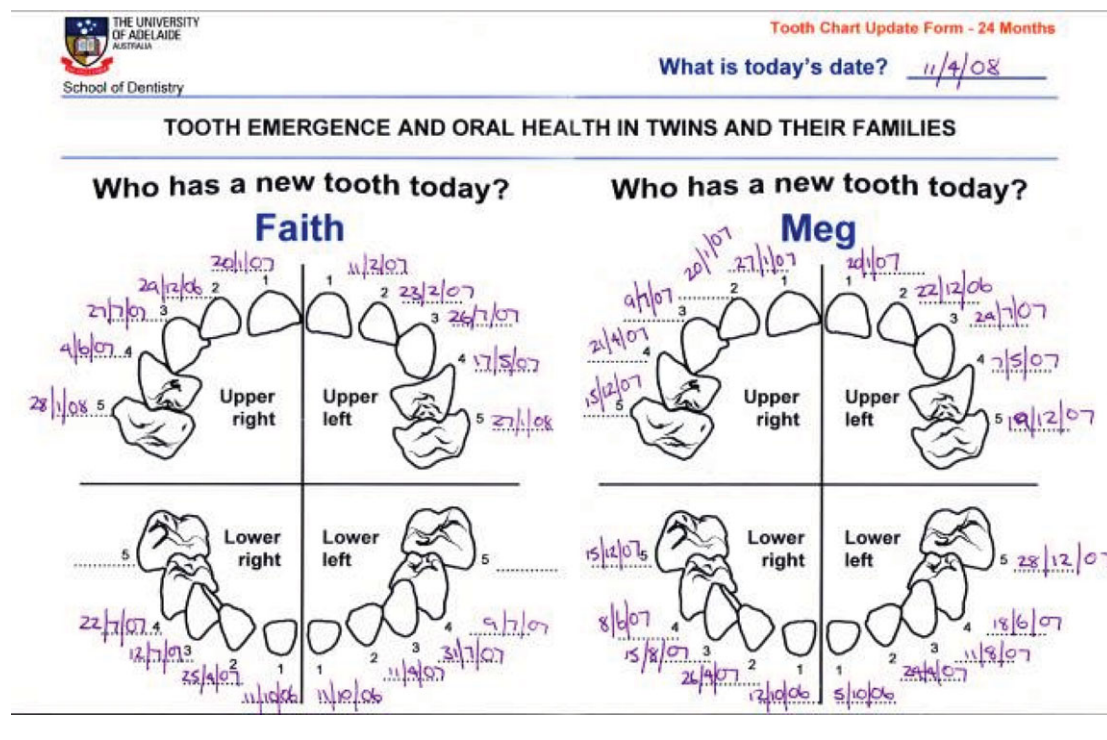 THE UNIVERSITY
OF ADELAIDE
AUSTRALIA
School of Dentistry
Tooth Chart Update Form - 24 Months
What is today's date? 11/4/08
TOOTH EMERGENCE AND ORAL HEALTH IN TWINS AND THEIR FAMILIES
Who has a new tooth today?
Faith
20/1/07 1
29/12/06 2
27/7/07 3
4
28/1/08 5
Upper
right
1 11/2/07
2 23/2/07
3 26/7/07
4 17/5/07
5 27/1/08
Upper
left
Lower
right
5
22/7/07 4
12/7/07 3
25/4/07 2
11/10/06 1
Lower
left
5
4 9/7/07
3 31/7/07
2 11/4/07
1 11/10/06
Who has a new tooth today?
Meg
27/1/07 1
20/1/07 2
9/7/07 3
21/4/07 4
15/12/07 5
Upper
right
1 20/1/07
2 22/12/06
3 29/7/07
4 7/5/07
5 19/12/07
Upper
left
Lower
right
15/12/07 5
8/6/07 4
15/8/07 3
26/4/07 2
12/10/06 1
Lower
left
5 28/12/0
4 18/6/07
3 11/8/07
2
1 5/10/06